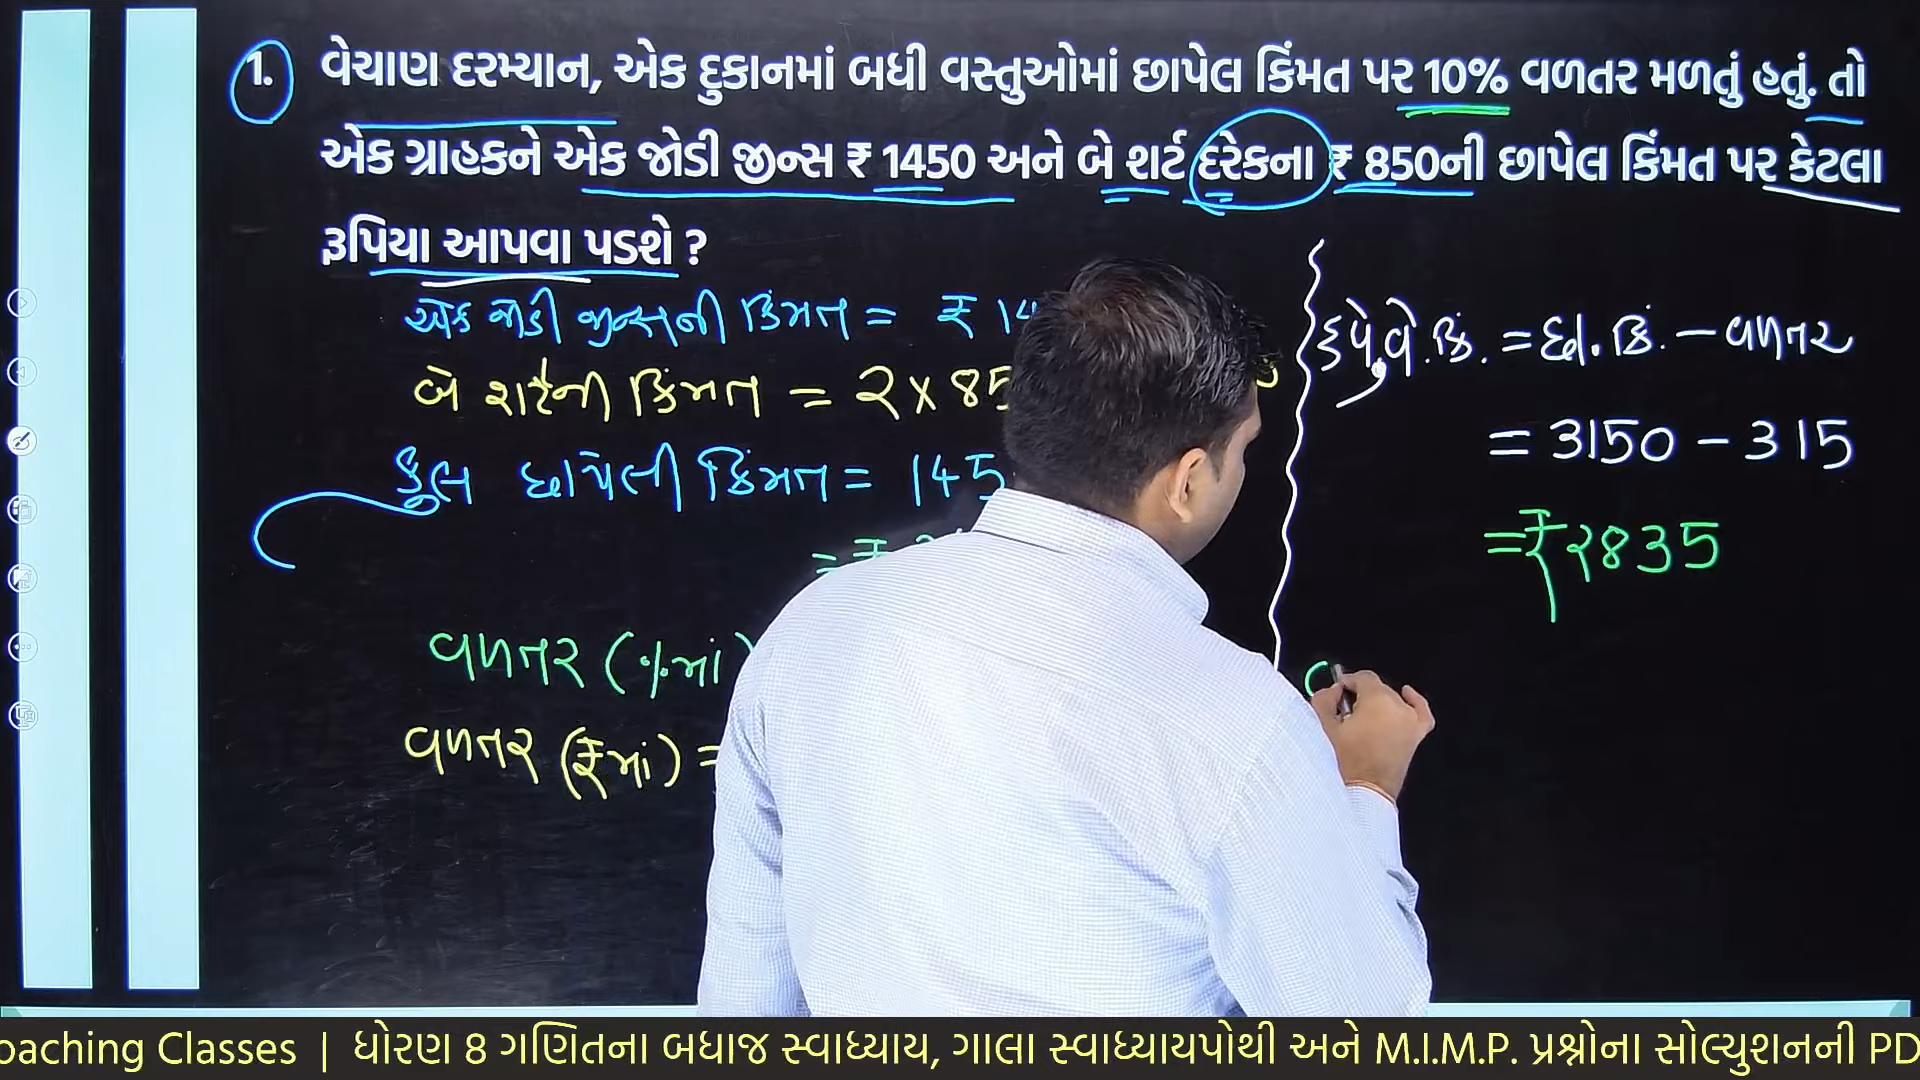 1. વેચાણ દરમ્યાન, એક દુકાનમાં બધી વસ્તુઓમાં છાપેલ કિંમત પર 10% વળતર મળતું હતું. તો
એક ગ્રાહકને એક જોડી જીન્સ ₹ 1450 અને બે શર્ટ દરેકના ₹ 850ની છાપેલ કિંમત પર કેટલા
રૂપિયા આપવા પડશે ?
એક જોડી જીન્સની કિંમત = ₹ 14
બે શર્ટની કિંમત = 2 × 85
કુલ છાપેલી કિંમત = 145
= ₹
વળતર (%માં)
વળતર (₹માં) =
વે.કિં. = છા.કિં. – વળતર
= 3150 – 315
= ₹ 2835
oaching Classes | ધોરણ 8 ગણિતના બધાજ સ્વાધ્યાય, ગાલા સ્વાધ્યાયપોથી અને M.I.M.P. પ્રશ્નોના સોલ્યુશનની PD